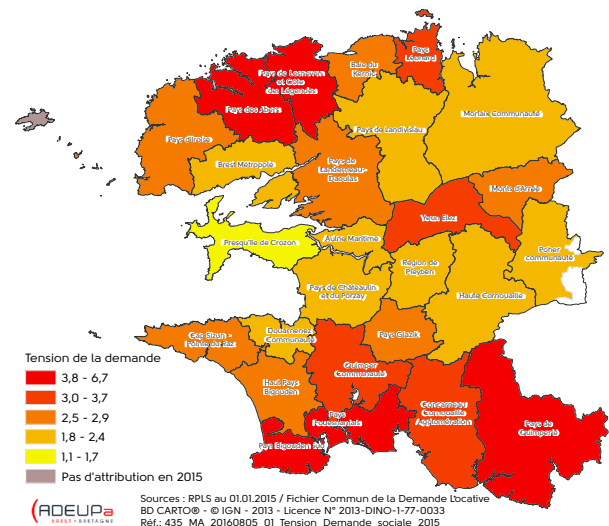 Pays
Léonard
Baie du
Kernic
Pays de Lesneven
et Côte
des Légendes
Pays des Abers
Morlaix Communauté
Pays de Landivisiau
Pays d'Iroise
Brest Métropole
Pays de
Landerneau-
Daoulas
Monts d'Arrée
Yeun Elez
Presqu'île de Crozon
Aulne Maritime
Poher
communauté
Région de
Pleyben
Pays de Châteaulin
et du Porzay
Haute Cornouaille
Cap Sizun -
Pointe du Raz
Douarnenez
Communauté
Pays Glazik
Quimper
Communauté
Haut Pays
Bigouden
Concarneau
Cornouaille
Agglomération
Pays
Fouesnantais
Pays de
Quimperlé
Pays Bigouden Sud
Tension de la demande
3,8 - 6,7
3,0 - 3,7
2,5 - 2,9
1,8 - 2,4
1,1 - 1,7
Pas d'attribution en 2015
ADEUPa
BREST • BRETAGNE
Sources : RPLS au 01.01.2015 / Fichier Commun de la Demande Locative
BD CARTO® - © IGN - 2013 - Licence N° 2013-DINO-1-77-0033
Réf.: 435_MA_20160805_01_Tension_Demande_sociale_2015